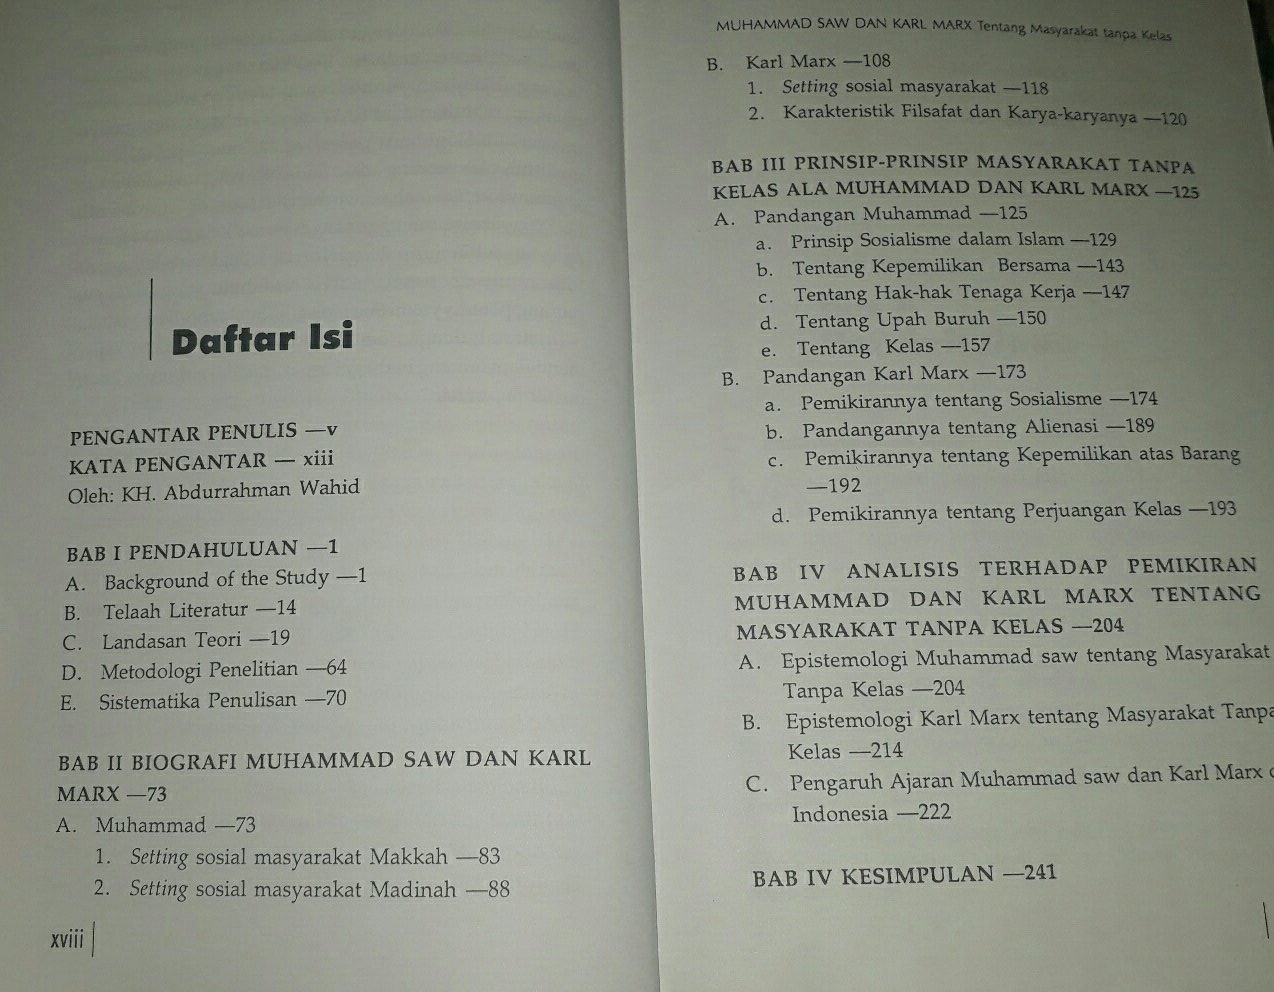 Daftar Isi
PENGANTAR PENULIS —v
KATA PENGANTAR — xiii
Oleh: KH. Abdurrahman Wahid
BAB I PENDAHULUAN —1
A. Background of the Study —1
B. Telaah Literatur —14
C. Landasan Teori —19
D. Metodologi Penelitian —64
E. Sistematika Penulisan —70
BAB II BIOGRAFI MUHAMMAD SAW DAN KARL
MARX —73
A. Muhammad —73
1. Setting sosial masyarakat Makkah —83
2. Setting sosial masyarakat Madinah —88
xviii
MUHAMMAD SAW DAN KARL MARX Tentang Masyarakat tanpa Kelas
B. Karl Marx —108
1. Setting sosial masyarakat —118
2. Karakteristik Filsafat dan Karya-karyanya —120
BAB III PRINSIP-PRINSIP MASYARAKAT TANPA
KELAS ALA MUHAMMAD DAN KARL MARX —125
A. Pandangan Muhammad —125
a. Prinsip Sosialisme dalam Islam —129
b. Tentang Kepemilikan Bersama —143
c. Tentang Hak-hak Tenaga Kerja —147
d. Tentang Upah Buruh —150
e. Tentang Kelas —157
B. Pandangan Karl Marx —173
a. Pemikirannya tentang Sosialisme —174
b. Pandangannya tentang Alienasi —189
c. Pemikirannya tentang Kepemilikan atas Barang
—192
d. Pemikirannya tentang Perjuangan Kelas —193
BAB IV ANALISIS TERHADAP PEMIKIRAN
MUHAMMAD DAN KARL MARX TENTANG
MASYARAKAT TANPA KELAS —204
A. Epistemologi Muhammad saw tentang Masyarakat
Tanpa Kelas —204
B. Epistemologi Karl Marx tentang Masyarakat Tanpa
Kelas —214
C. Pengaruh Ajaran Muhammad saw dan Karl Marx
Indonesia —222
BAB IV KESIMPULAN —241